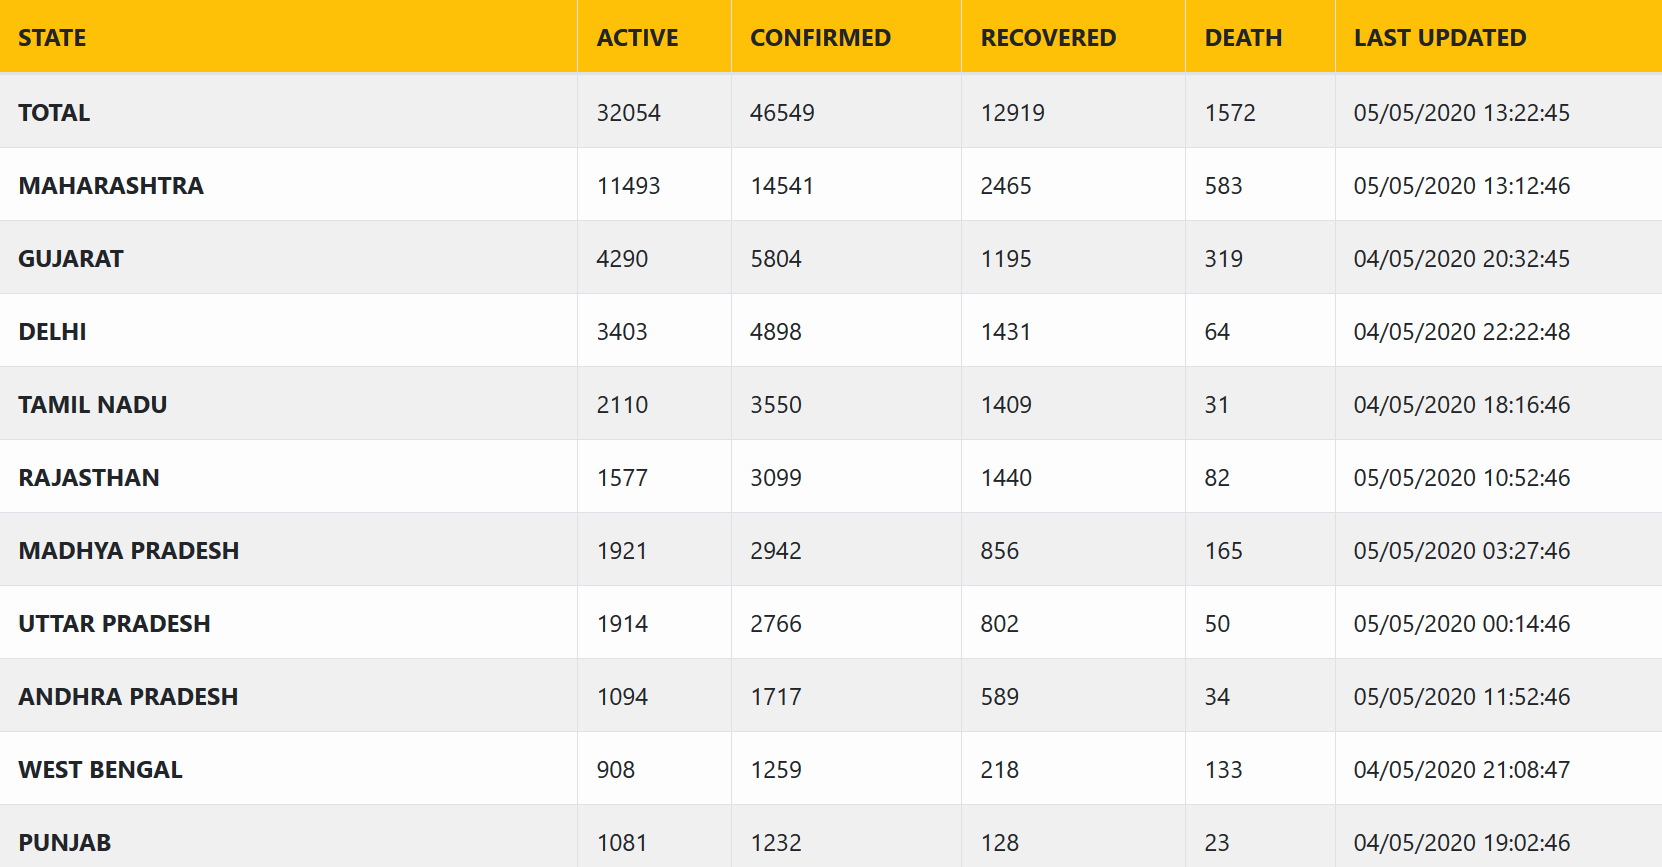 STATE ACTIVE CONFIRMED RECOVERED DEATH LAST UPDATED
TOTAL 32054 46549 12919 1572 05/05/2020 13:22:45
MAHARASHTRA 11493 14541 2465 583 05/05/2020 13:12:46
GUJARAT 4290 5804 1195 319 04/05/2020 20:32:45
DELHI 3403 4898 1431 64 04/05/2020 22:22:48
TAMIL NADU 2110 3550 1409 31 04/05/2020 18:16:46
RAJASTHAN 1577 3099 1440 82 05/05/2020 10:52:46
MADHYA PRADESH 1921 2942 856 165 05/05/2020 03:27:46
UTTAR PRADESH 1914 2766 802 50 05/05/2020 00:14:46
ANDHRA PRADESH 1094 1717 589 34 05/05/2020 11:52:46
WEST BENGAL 908 1259 218 133 04/05/2020 21:08:47
PUNJAB 1081 1232 128 23 04/05/2020 19:02:46